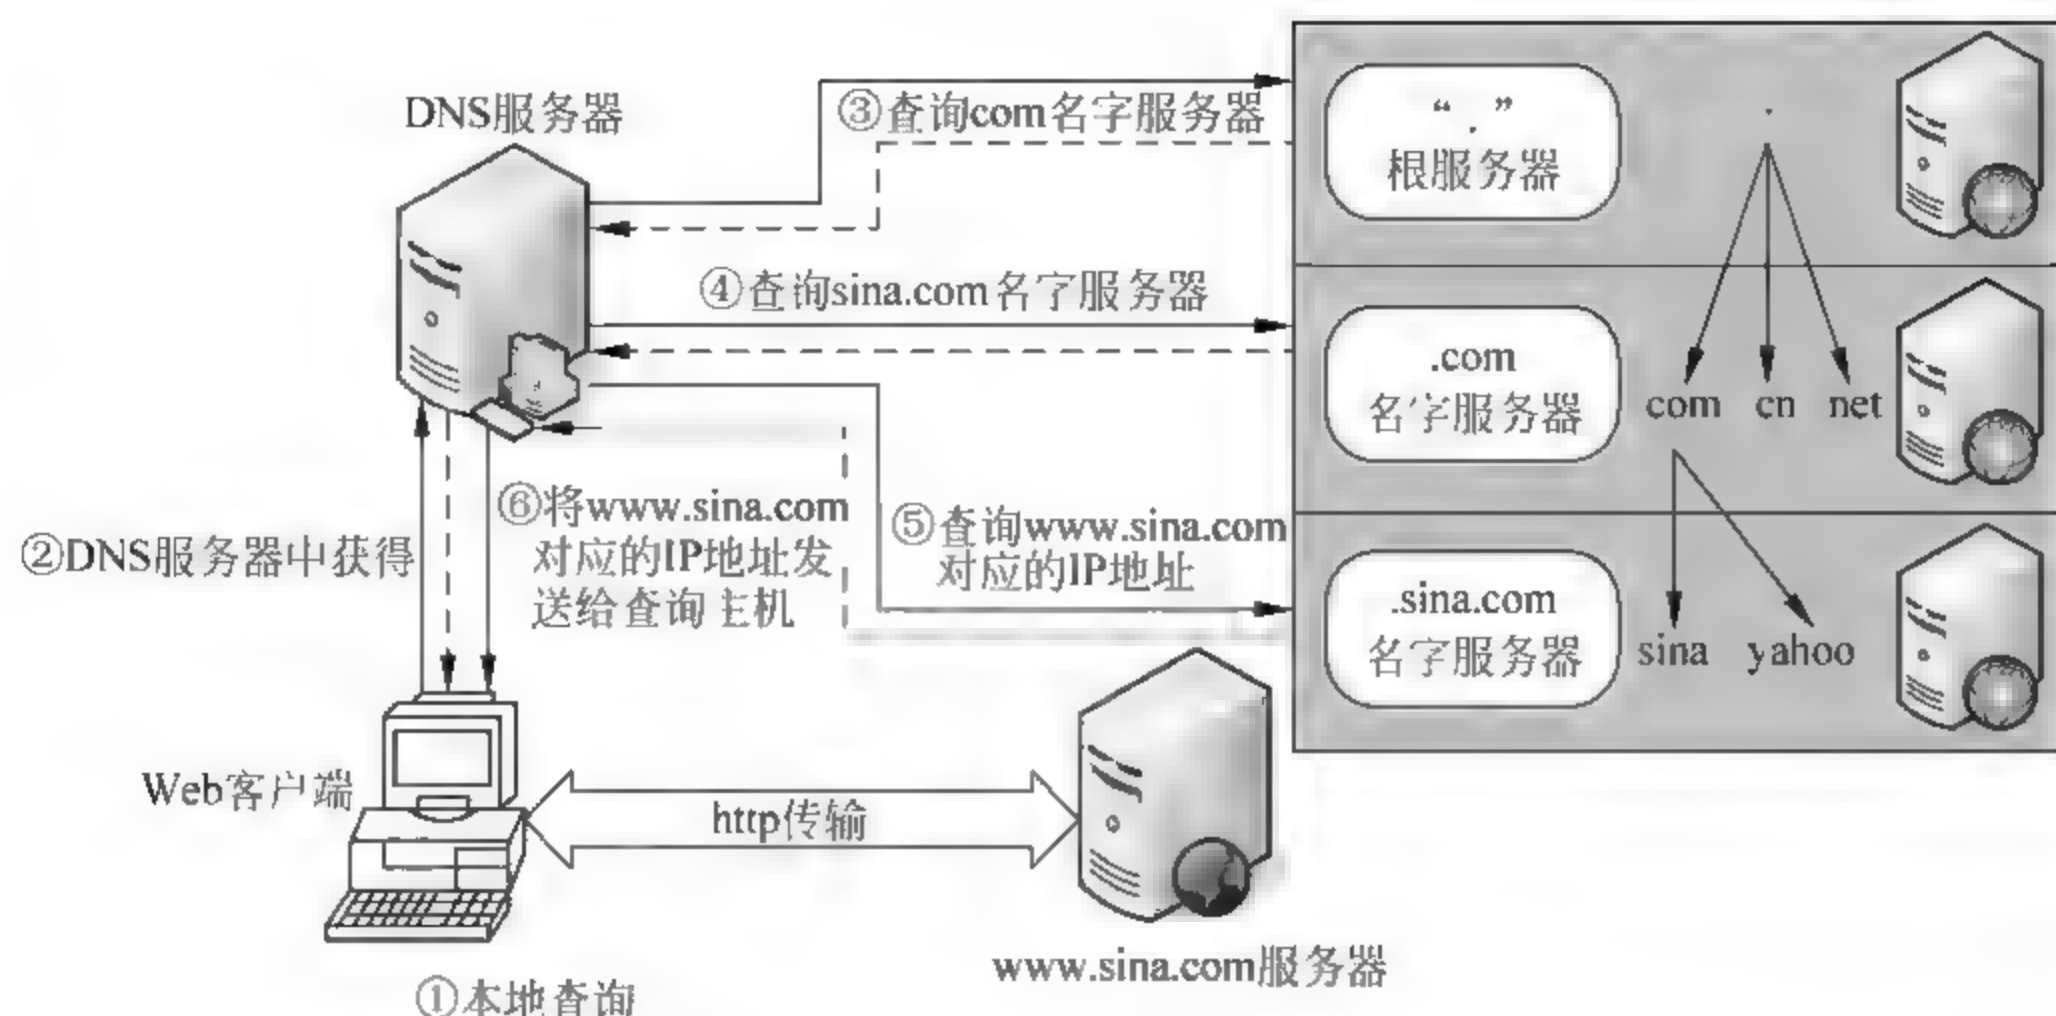 DNS服务器
③查询com名字服务器
“.”
根服务器
.
④查询sina.com名字服务器
.com
名字服务器
com cn net
②DNS服务器中获得
⑥将www.sina.com
对应的IP地址发
送给查询主机
⑤查询www.sina.com
对应的IP地址
.sina.com
名字服务器
sina yahoo
Web客户端
http传输
www.sina.com服务器
①本地查询